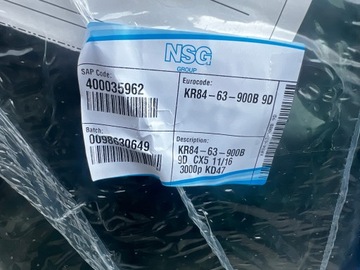 NSG
GROUP
SAP Code:
400035962
Eurocode:
KR84-63-900B 9D
Batch:
0098630649
Description:
KR84-63-900B
9D CX5 11/16
3000p KD47